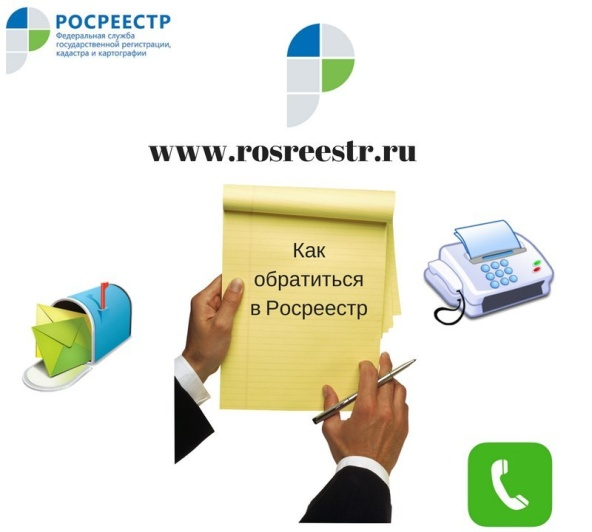 РОСРЕЕСТР
Федеральная служба
государственной регистрации,
кадастра и картографии
www.rosreestr.ru
Как
обратиться
в Росреестр